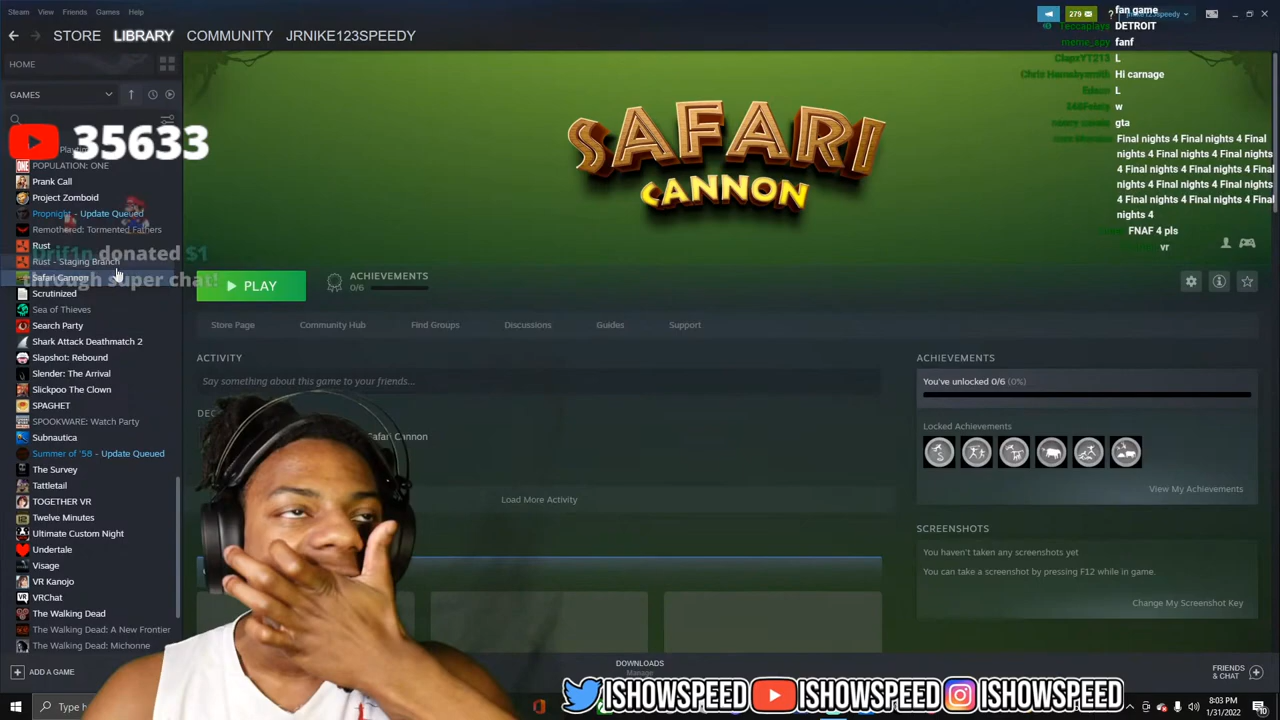 Steam View Friends Games Help
279
?
jrnike123speedy
STORE LIBRARY COMMUNITY JRNIKE123SPEEDY
HOME
GAMES
35633
POPULATION: ONE
Prank Call
Project Zomboid
Propnight - Update Queued
Remothered: Tormented Fathers
Rust
Rust - Staging Branch
Safari Cannon
Scrutinized
Sea of Thieves
Search Party
Shark Attack Deathmatch 2
Slapshot: Rebound
Slender: The Arrival
Slickpoo The Clown
SPAGHET
SPOOKWARE: Watch Party
Subnautica
Summer of '58 - Update Queued
The Survey
Tattletail
TOGETHER VR
Twelve Minutes
Ultimate Custom Night
Undertale
Visage
VR Kanojo
VRChat
The Walking Dead
The Walking Dead: A New Frontier
The Walking Dead: Michonne
ADD A GAME
donated $1
through super chat!
SAFARI
CANNON
PLAY
ACHIEVEMENTS
0/6
Store Page Community Hub Find Groups Discussions Guides Support
ACTIVITY
Say something about this game to your friends...
DEC
Safari Cannon
Load More Activity
ACHIEVEMENTS
You've unlocked 0/6 (0%)
Locked Achievements
View My Achievements
SCREENSHOTS
You haven't taken any screenshots yet
You can take a screenshot by pressing F12 while in game.
Change My Screenshot Key
fan game
Teccaplayz DETROIT
meme_apy fanf
ClapzYT213 L
Hi carnage
L
w
gta
Final nights 4 Final nights 4 Final
nights 4 Final nights 4 Final nights 4
Final nights 4 Final nights 4 Final
nights 4 Final nights 4 Final nights 4
Final nights 4 Final nights 4 Final
nights 4
FNAF 4 pls
vr
DOWNLOADS
Manage
FRIENDS
& CHAT
ISHOWSPEED ISHOWSPEED ISHOWSPEED
Type h
8:03 PM
1/31/2022